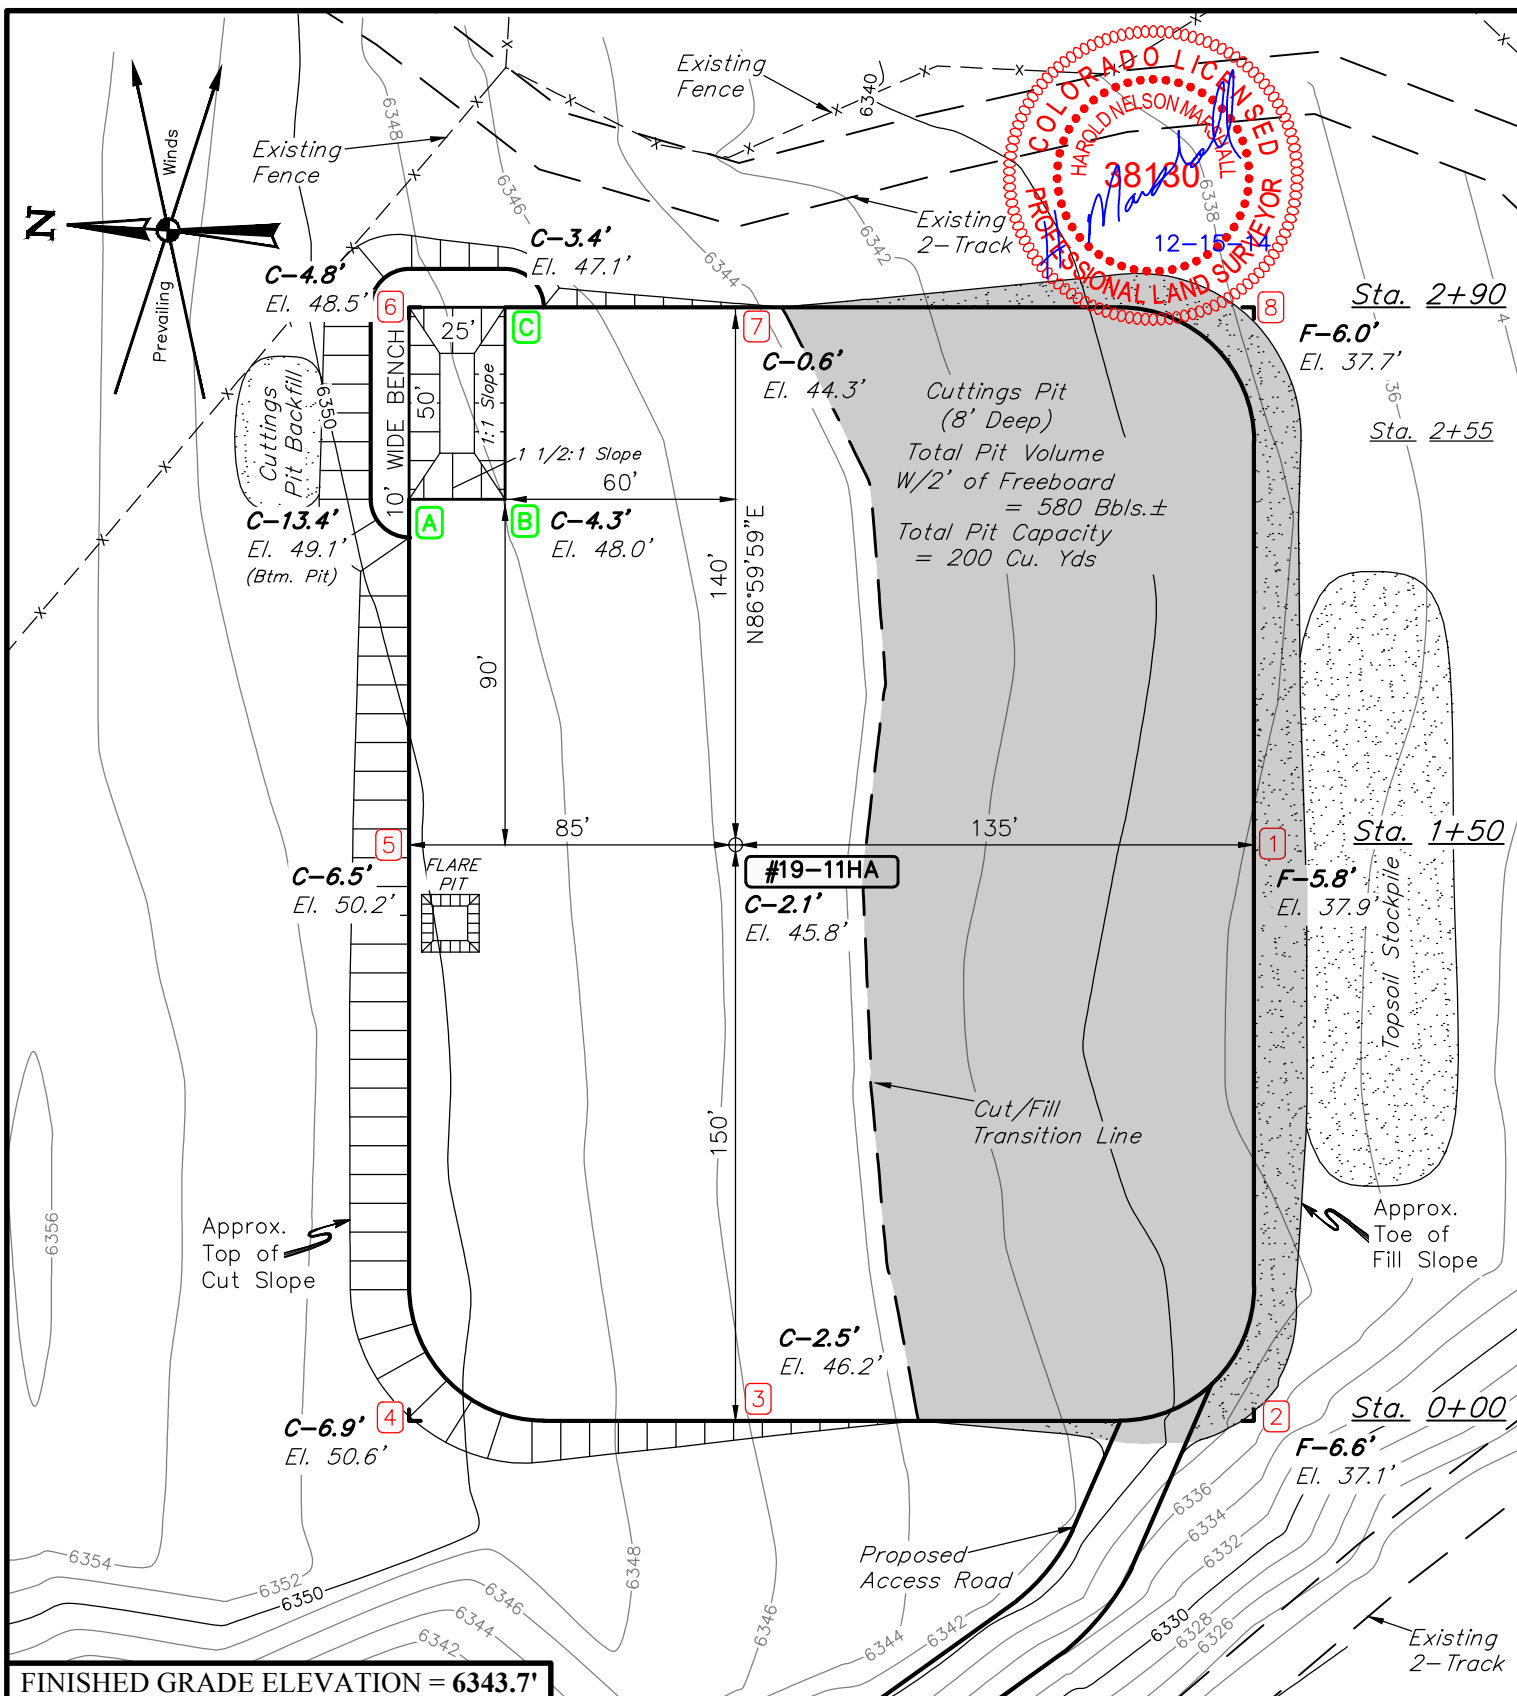 Existing
Fence
Existing
Fence
Winds
Prevailing
N
6348
6346
6344
6342
6340
6338
COLORADO LICENSED
HAROLD NELSON MARSHALL
38130
12-15-14
PROFESSIONAL LAND SURVEYOR
Existing
2-Track
C-3.4'
El. 47.1'
C-4.8'
El. 48.5'
6
C
7
8
Sta. 2+90
F-6.0'
El. 37.7'
C-0.6'
El. 44.3'
25'
50'
1:1 Slope
10' WIDE BENCH
6350
Cuttings
Pit Backfill
1 1/2:1 Slope
60'
Cuttings Pit
(8' Deep)
Total Pit Volume
W/2' of Freeboard
= 580 Bbls.±
Total Pit Capacity
= 200 Cu. Yds
36
4
Sta. 2+55
A
B
C-13.4'
El. 49.1'
(Btm. Pit)
C-4.3'
El. 48.0'
140'
N86°59'59"E
90'
85'
135'
5
1
Sta. 1+50
FLARE
PIT
#19-11HA
C-6.5'
El. 50.2'
C-2.1'
El. 45.8'
F-5.8'
El. 37.9'
Topsoil Stockpile
150'
Cut/Fill
Transition Line
6356
Approx.
Top of
Cut Slope
Approx.
Toe of
Fill Slope
C-2.5'
El. 46.2'
3
4
2
Sta. 0+00
C-6.9'
El. 50.6'
F-6.6'
El. 37.1'
6354
6352
6350
6348
6346
6344
6342
6346
6344
6342
6336
6334
6332
6330
6328
6326
Proposed
Access Road
Existing
2-Track
FINISHED GRADE ELEVATION = 6343.7'